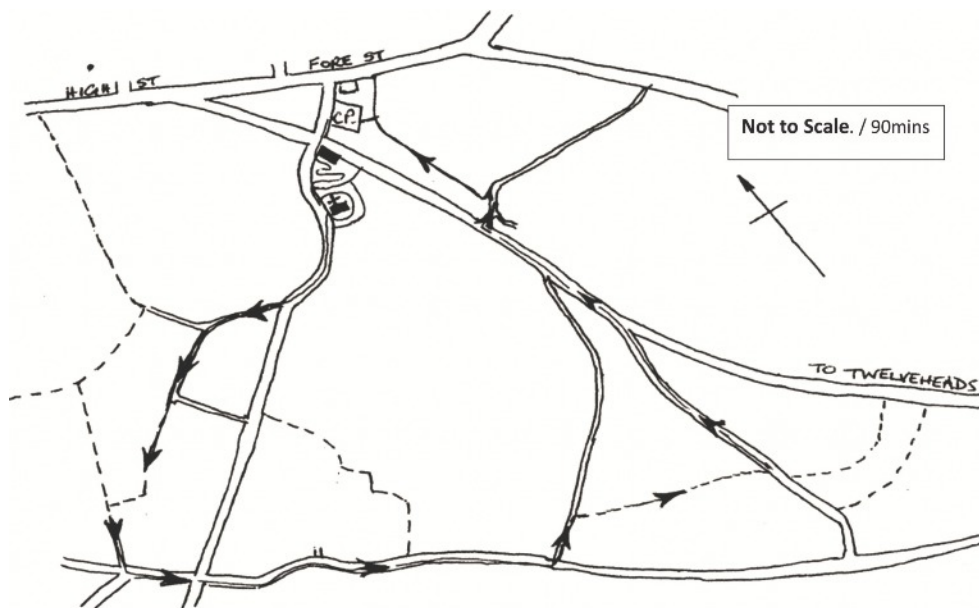 FORE ST
HIGH ST
C.P.
Not to Scale. / 90mins
TO TWELVEHEADS